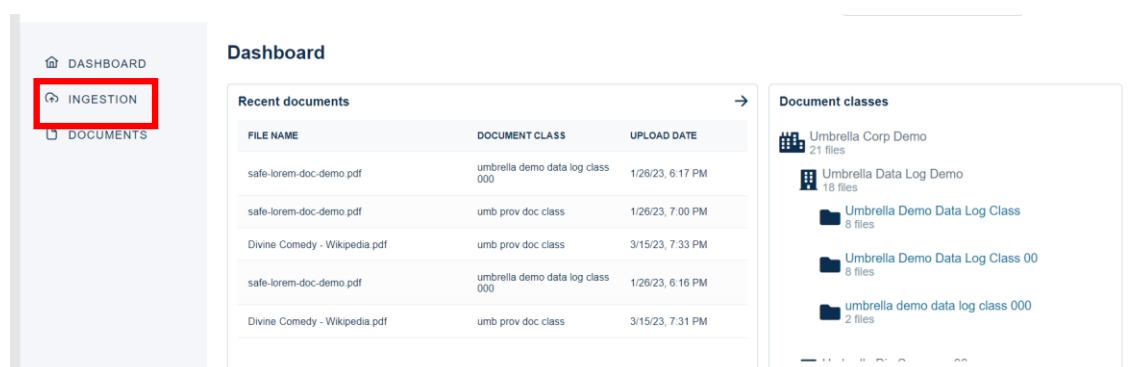 DASHBOARD
INGESTION
DOCUMENTS
Dashboard
Recent documents
FILE NAME DOCUMENT CLASS UPLOAD DATE
safe-lorem-doc-demo.pdf umbrella demo data log class 000 1/26/23, 6:17 PM
safe-lorem-doc-demo.pdf umb prov doc class 1/26/23, 7:00 PM
Divine Comedy - Wikipedia.pdf umb prov doc class 3/15/23, 7:33 PM
safe-lorem-doc-demo.pdf umbrella demo data log class 000 1/26/23, 6:16 PM
Divine Comedy - Wikipedia.pdf umb prov doc class 3/15/23, 7:31 PM
Document classes
Umbrella Corp Demo
21 files
Umbrella Data Log Demo
18 files
Umbrella Demo Data Log Class
8 files
Umbrella Demo Data Log Class 00
8 files
umbrella demo data log class 000
2 files